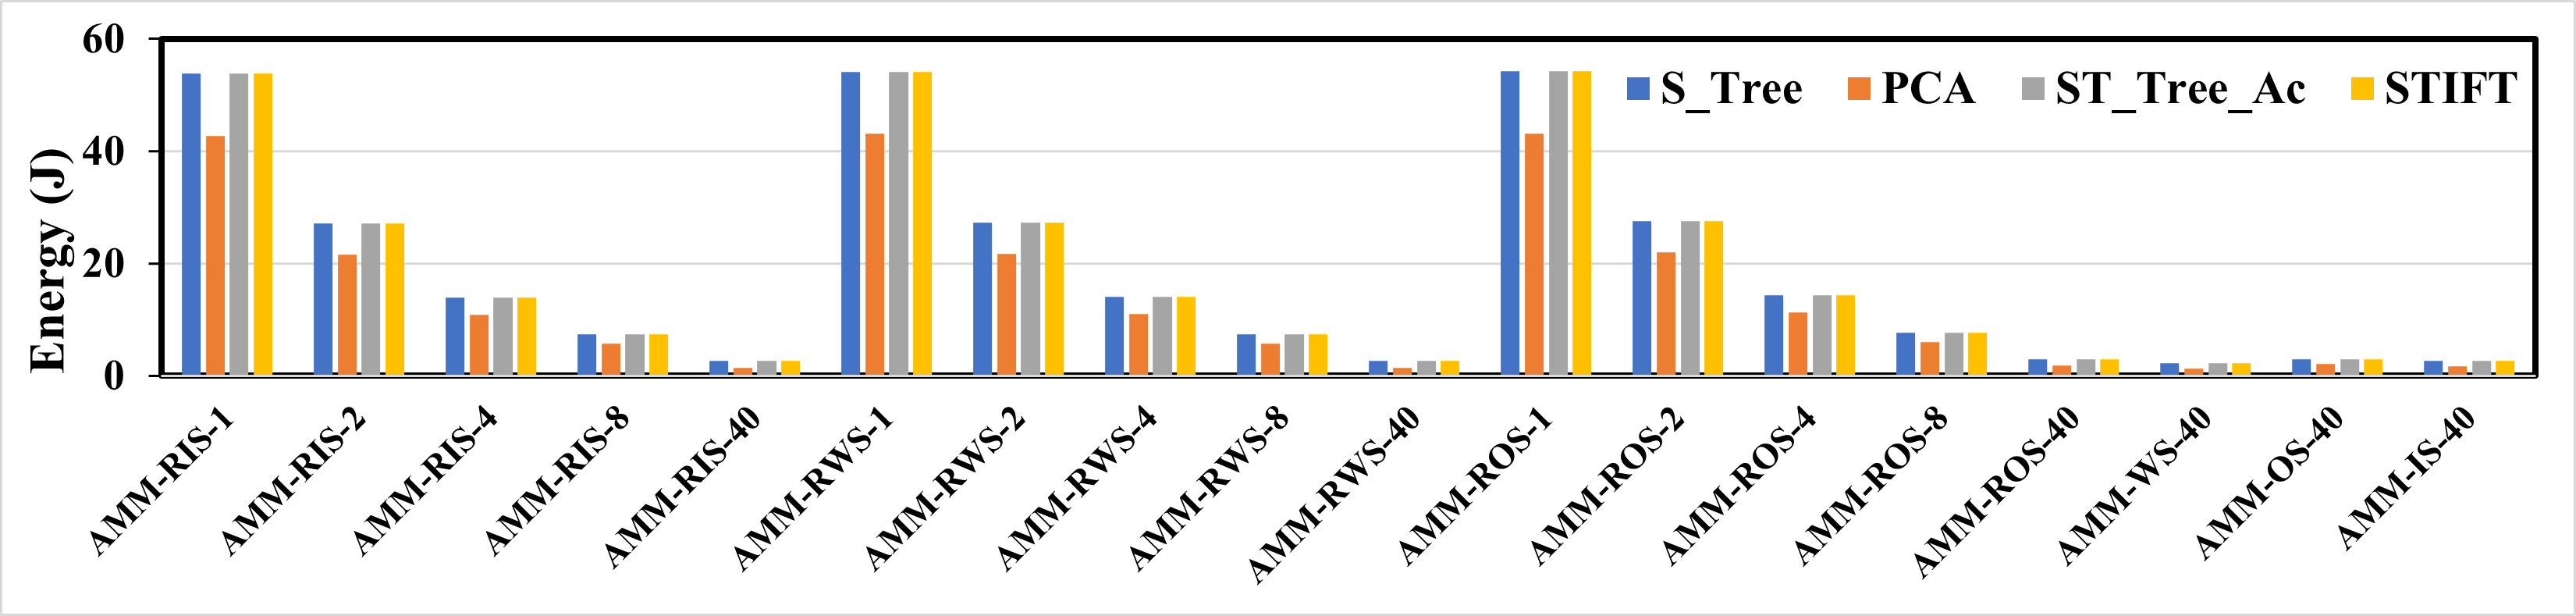 60
40
20
0
Energy (J)
S_Tree PCA ST_Tree_Ac STIFT
AMM-RIS-1
AMM-RIS-2
AMM-RIS-4
AMM-RIS-8
AMM-RIS-40
AMM-RWS-1
AMM-RWS-2
AMM-RWS-4
AMM-RWS-8
AMM-RWS-40
AMM-ROS-1
AMM-ROS-2
AMM-ROS-4
AMM-ROS-8
AM-ROS-40
AMM-WS-40
AMM-OS-40
AMM-IS-40